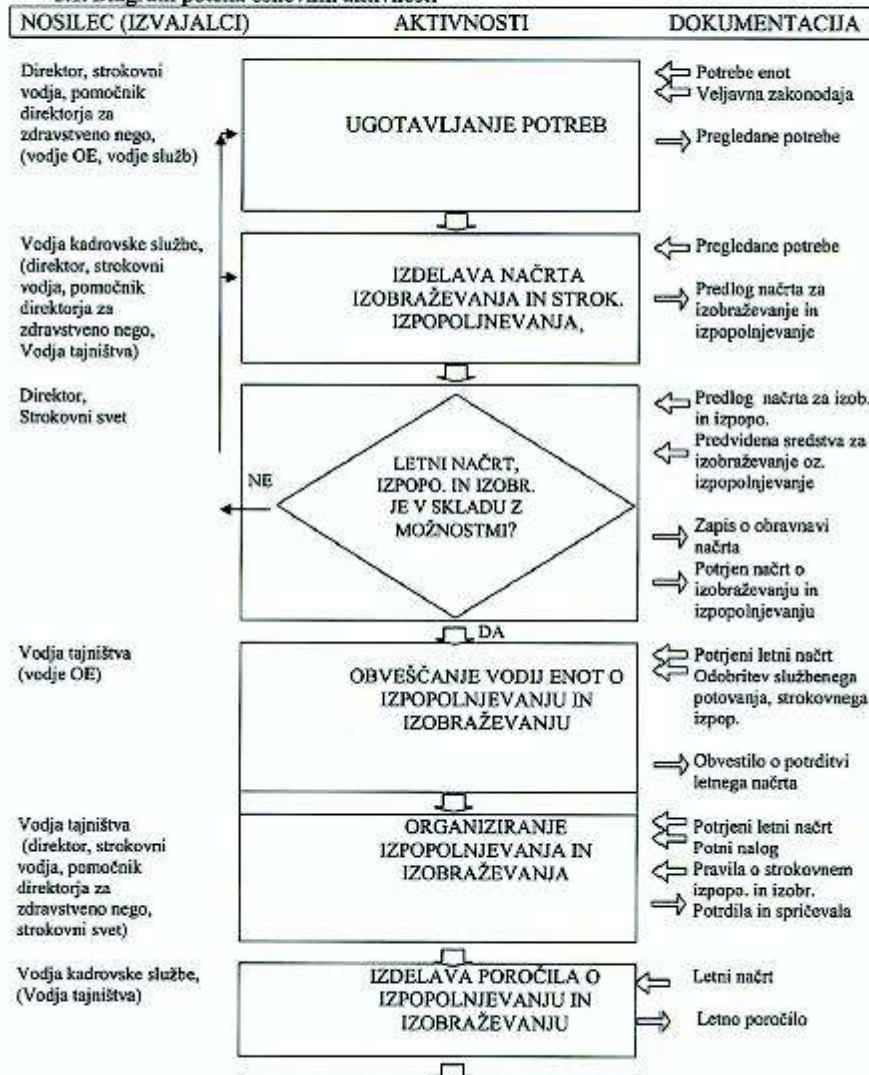 5.1. Diagram poteka osnovnih aktivnosti
NOSILEC (IZVAJALCI) AKTIVNOSTI DOKUMENTACIJA
Direktor, strokovni
vodja, pomočnik
direktorja za
zdravstveno nego,
(vodje OE, vodje služb)
UGOTAVLJANJE POTREB
Potrebe enot
Veljavna zakonodaja
Pregledane potrebe
Vodja kadrovske službe,
(direktor, strokovni
vodja, pomočnik
direktorja za
zdravstveno nego,
Vodja tajništva)
IZDELAVA NAČRTA
IZOBRAŽEVANJA IN STROK.
IZPOPOLJNEVANJA,
Pregledane potrebe
Predlog načrta za
izobraževanje in
izpopolnjevanje
Direktor,
Strokovni svet
NE
LETNI NAČRT,
IZPOPO. IN IZOBR.
JE V SKLADU Z
MOŽNOSTMI?
Predlog načrta za izob.
in izpopo.
Predvidena sredstva za
izobraževanje oz.
izpopolnjevanje
Zapis o obravnavi
načrta
Potrjen načrt o
izobraževanju in
izpopolnjevanju
DA
Vodja tajništva
(vodje OE)
OBVEŠČANJE VODIJ ENOT O
IZPOPOLNJEVANJU IN
IZOBRAŽEVANJU
Potrjeni letni načrt
Odobritev službenega
potovanja, strokovnega
izpop.
Obvestilo o potrditvi
letnega načrta
Vodja tajništva
(direktor, strokovni
vodja, pomočnik
direktorja za
zdravstveno nego,
strokovni svet)
ORGANIZIRANJE
IZPOPOLNJEVANJA IN
IZOBRAŽEVANJA
Potrjeni letni načrt
Potni nalog
Pravila o strokovnem
izpopo. in izobr.
Potrdila in spričevala
Vodja kadrovske službe,
(Vodja tajništva)
IZDELAVA POROČILA O
IZPOPOLNJEVANJU IN
IZOBRAŽEVANJU
Letni načrt
Letno poročilo